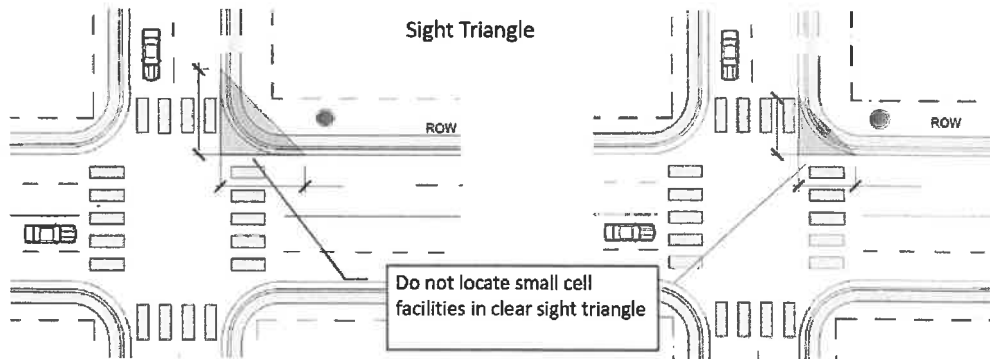 Sight Triangle
ROW
ROW
Do not locate small cell
facilities in clear sight triangle